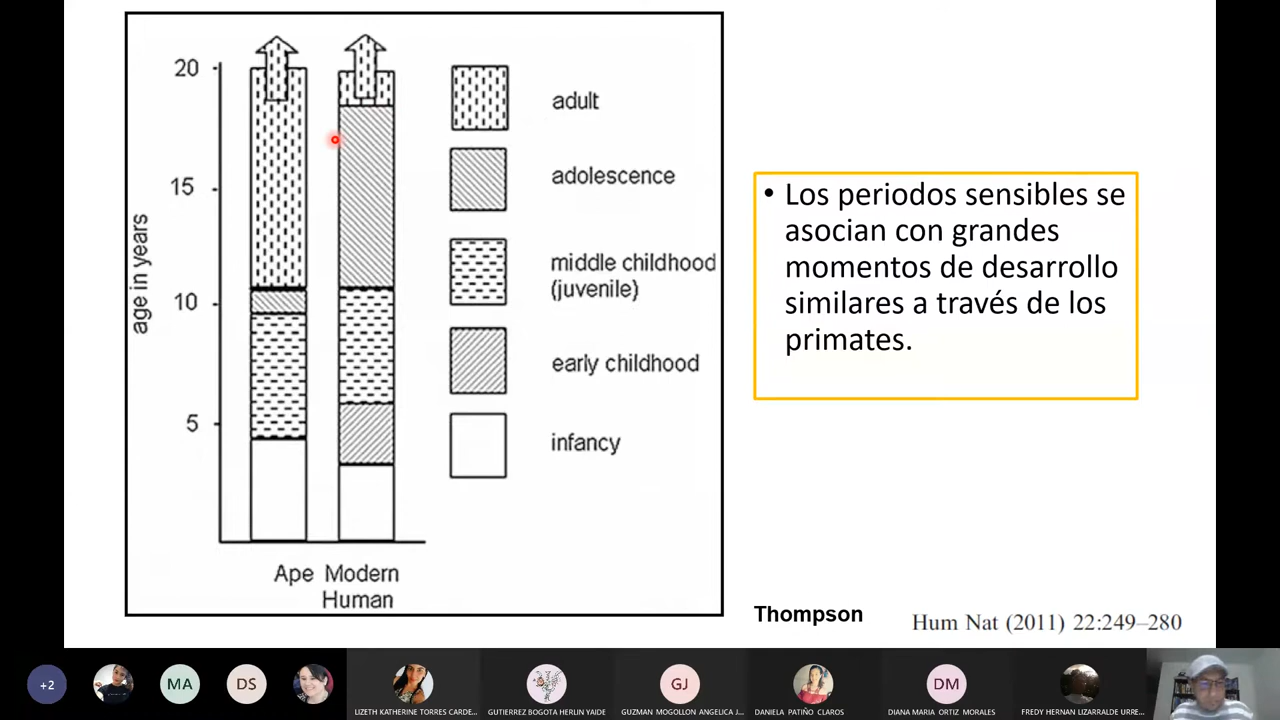 20
15
10
5
age in years
Ape Modern
Human
adult
adolescence
middle childhood
(juvenile)
early childhood
infancy
• Los periodos sensibles se
asocian con grandes
momentos de desarrollo
similares a través de los
primates.
Thompson
Hum Nat (2011) 22:249–280
+2
MA
DS
LIZETH KATHERINE TORRES CARDE...
GUTIERREZ BOGOTA HERLIN YAIDE
GJ
GUZMAN MOGOLLON ANGELICA J...
DANIELA PATIÑO CLAROS
DM
DIANA MARIA ORTIZ MORALES
FREDY HERNAN LIZARRALDE URRE...